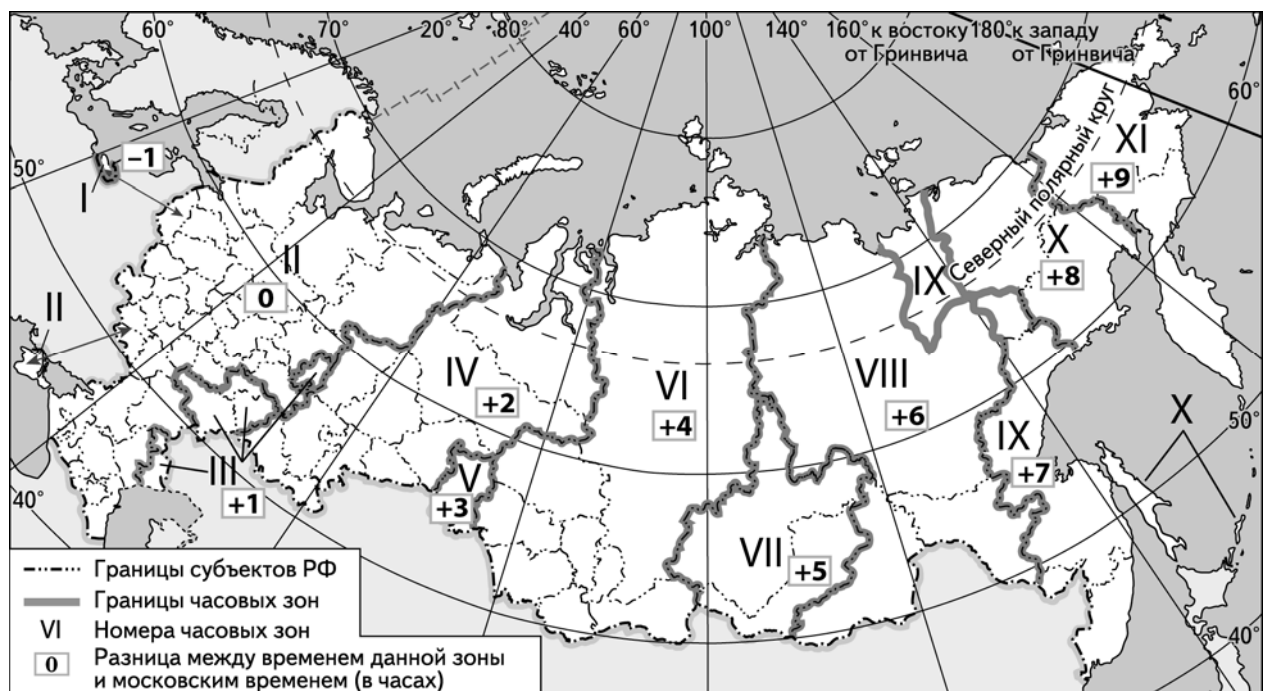 60° 70° 20° 80° 40° 60° 100° 140° 160° к востоку 180° к западу
от Гринвича от Гринвича
60°
50°
–1
I
XI
+9
Северный полярный круг
II
0
X
+8
IX
II
IV
+2
VI
+4
VIII
+6
X
50°
IX
+7
III
+1
V
+3
VII
+5
40°
40°
Границы субъектов РФ
Границы часовых зон
VI Номера часовых зон
0 Разница между временем данной зоны
и московским временем (в часах)